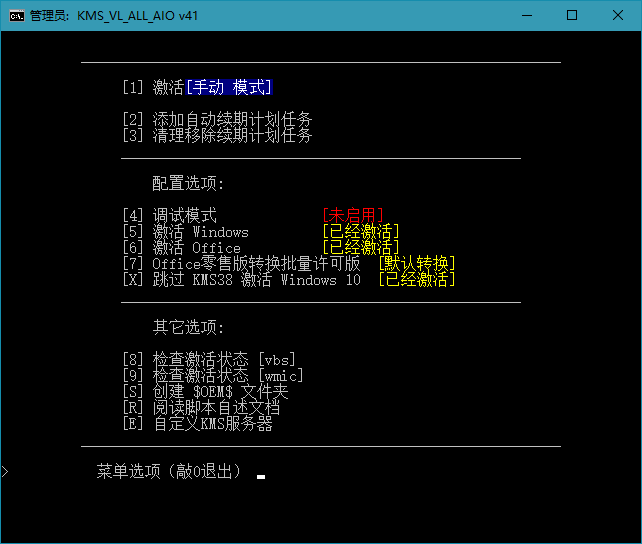 管理员: KMS_VL_ALL_AIO v41
[1] 激活[手动 模式]
[2] 添加自动续期计划任务
[3] 清理移除续期计划任务
配置选项:
[4] 调试模式 [未启用]
[5] 激活 Windows [已经激活]
[6] 激活 Office [已经激活]
[7] Office零售版转换批量许可版 [默认转换]
[X] 跳过 KMS38 激活 Windows 10 [已经激活]
其它选项:
[8] 检查激活状态 [vbs]
[9] 检查激活状态 [wmic]
[S] 创建 $OEM$ 文件夹
[R] 阅读脚本自述文档
[E] 自定义KMS服务器
> 菜单选项（敲0退出） _